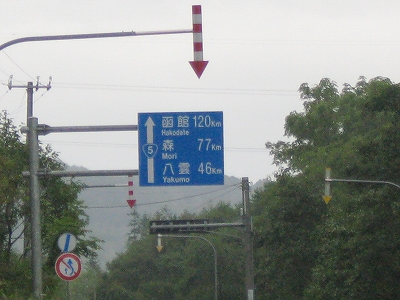 函館 120Km
Hakodate
森 77Km
Mori
5
八雲 46Km
Yakumo